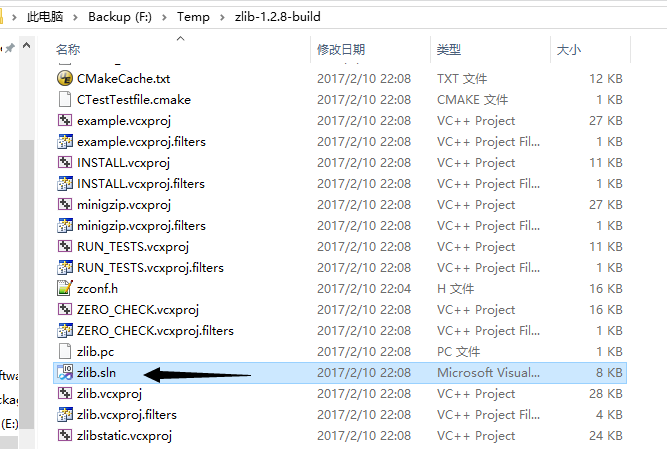 此电脑 > Backup (F:) > Temp > zlib-1.2.8-build
名称 修改日期 类型 大小
CMakeCache.txt 2017/2/10 22:08 TXT 文件 12 KB
CTestTestfile.cmake 2017/2/10 22:08 CMAKE 文件 1 KB
example.vcxproj 2017/2/10 22:08 VC++ Project 27 KB
example.vcxproj.filters 2017/2/10 22:08 VC++ Project Fil... 1 KB
INSTALL.vcxproj 2017/2/10 22:08 VC++ Project 11 KB
INSTALL.vcxproj.filters 2017/2/10 22:08 VC++ Project Fil... 1 KB
minigzip.vcxproj 2017/2/10 22:08 VC++ Project 27 KB
minigzip.vcxproj.filters 2017/2/10 22:08 VC++ Project Fil... 1 KB
RUN_TESTS.vcxproj 2017/2/10 22:08 VC++ Project 11 KB
RUN_TESTS.vcxproj.filters 2017/2/10 22:08 VC++ Project Fil... 1 KB
zconf.h 2017/2/10 22:04 H 文件 16 KB
ZERO_CHECK.vcxproj 2017/2/10 22:08 VC++ Project 16 KB
ZERO_CHECK.vcxproj.filters 2017/2/10 22:08 VC++ Project Fil... 1 KB
zlib.pc 2017/2/10 22:08 PC 文件 1 KB
zlib.sln 2017/2/10 22:08 Microsoft Visual... 8 KB
zlib.vcxproj 2017/2/10 22:08 VC++ Project 28 KB
zlib.vcxproj.filters 2017/2/10 22:08 VC++ Project Fil... 4 KB
(E:)
zlibstatic.vcxproj 2017/2/10 22:08 VC++ Project 24 KB